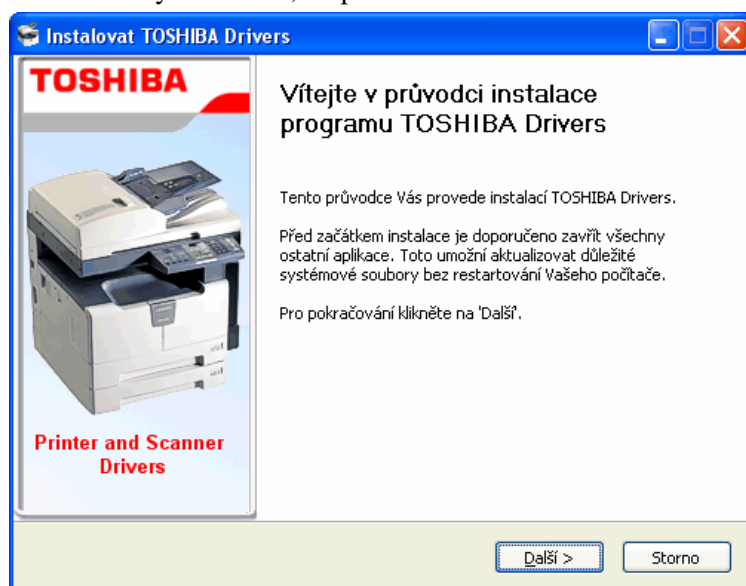 Instalovat TOSHIBA Drivers
TOSHIBA
Printer and Scanner
Drivers
Vítejte v průvodci instalace
programu TOSHIBA Drivers
Tento průvodce Vás provede instalací TOSHIBA Drivers.
Před začátkem instalace je doporučeno zavřít všechny
ostatní aplikace. Toto umožní aktualizovat důležité
systémové soubory bez restartování Vašeho počítače.
Pro pokračování klikněte na 'Další'.
Další >
Storno